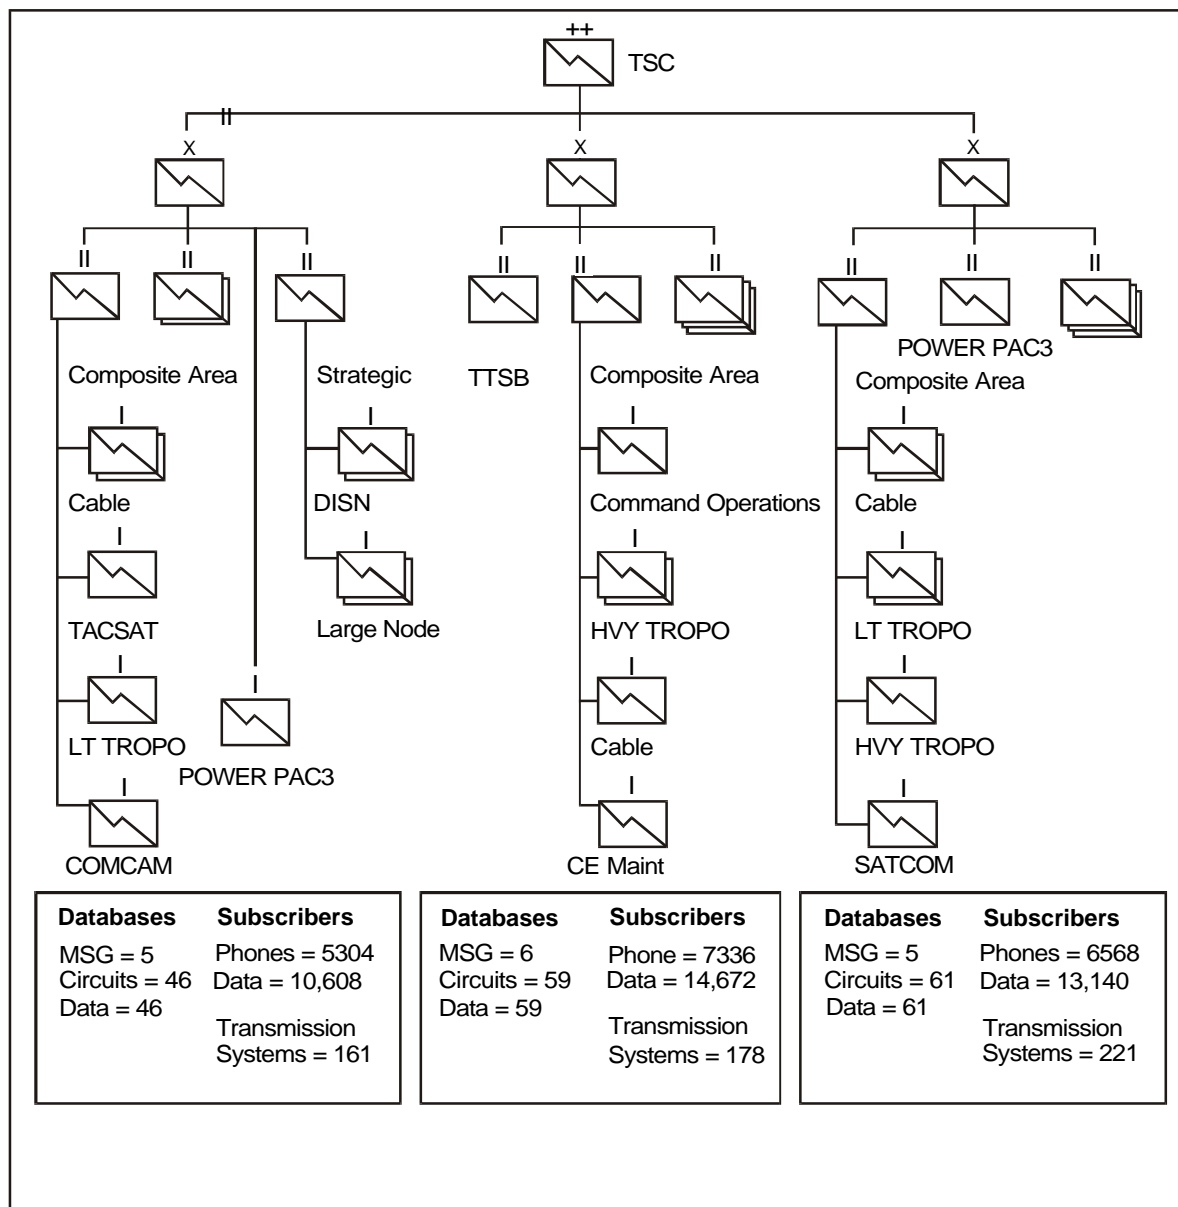 ++
TSC
II
X
X
X
II
II
II
II
II
II
II
II
II
POWER PAC3
Composite Area
Strategic
TTSB
Composite Area
Composite Area
I
I
I
I
Cable
DISN
Command Operations
Cable
I
I
I
I
TACSAT
Large Node
HVY TROPO
LT TROPO
I
I
I
I
LT TROPO
POWER PAC3
Cable
HVY TROPO
I
I
I
COMCAM
CE Maint
SATCOM
Databases
MSG = 5
Circuits = 46
Data = 46
Subscribers
Phones = 5304
Data = 10,608
Transmission
Systems = 161
Databases
MSG = 6
Circuits = 59
Data = 59
Subscribers
Phone = 7336
Data = 14,672
Transmission
Systems = 178
Databases
MSG = 5
Circuits = 61
Data = 61
Subscribers
Phones = 6568
Data = 13,140
Transmission
Systems = 221